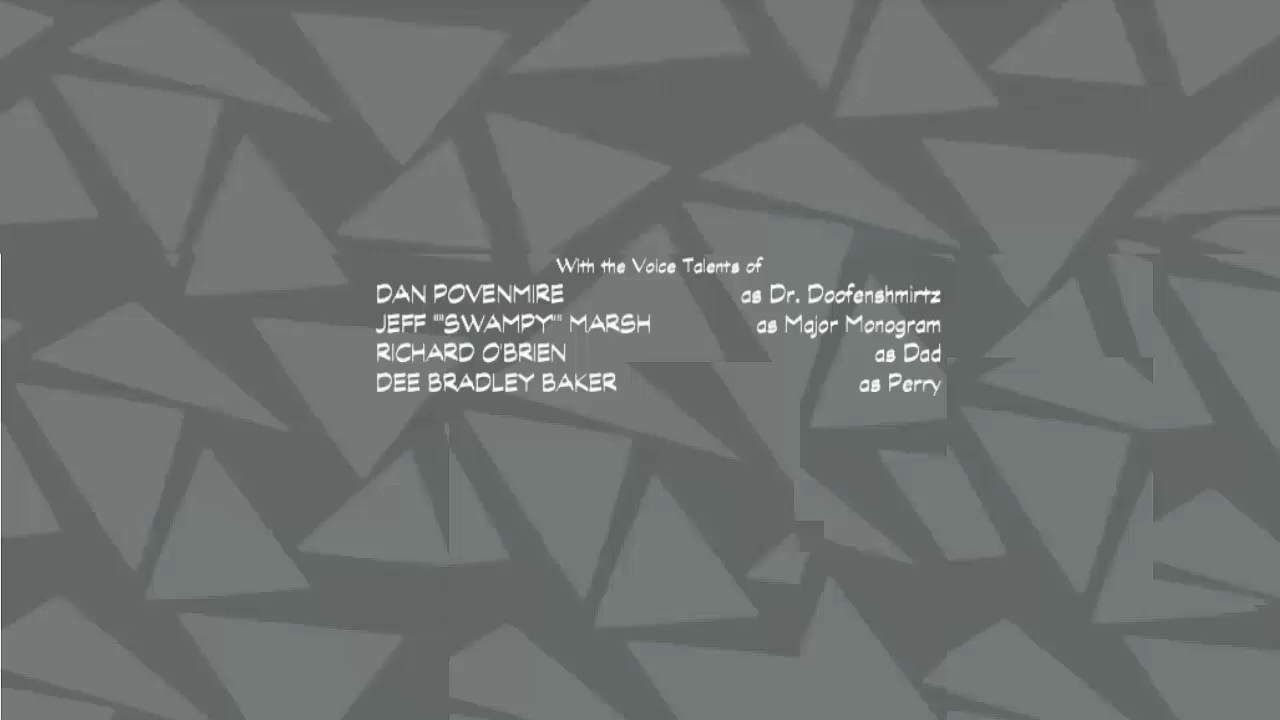 With the Voice Talents of
DAN POVENMIRE as Dr. Doofenshmirtz
JEFF ""SWAMPY"" MARSH as Major Monogram
RICHARD O'BRIEN as Dad
DEE BRADLEY BAKER as Perry